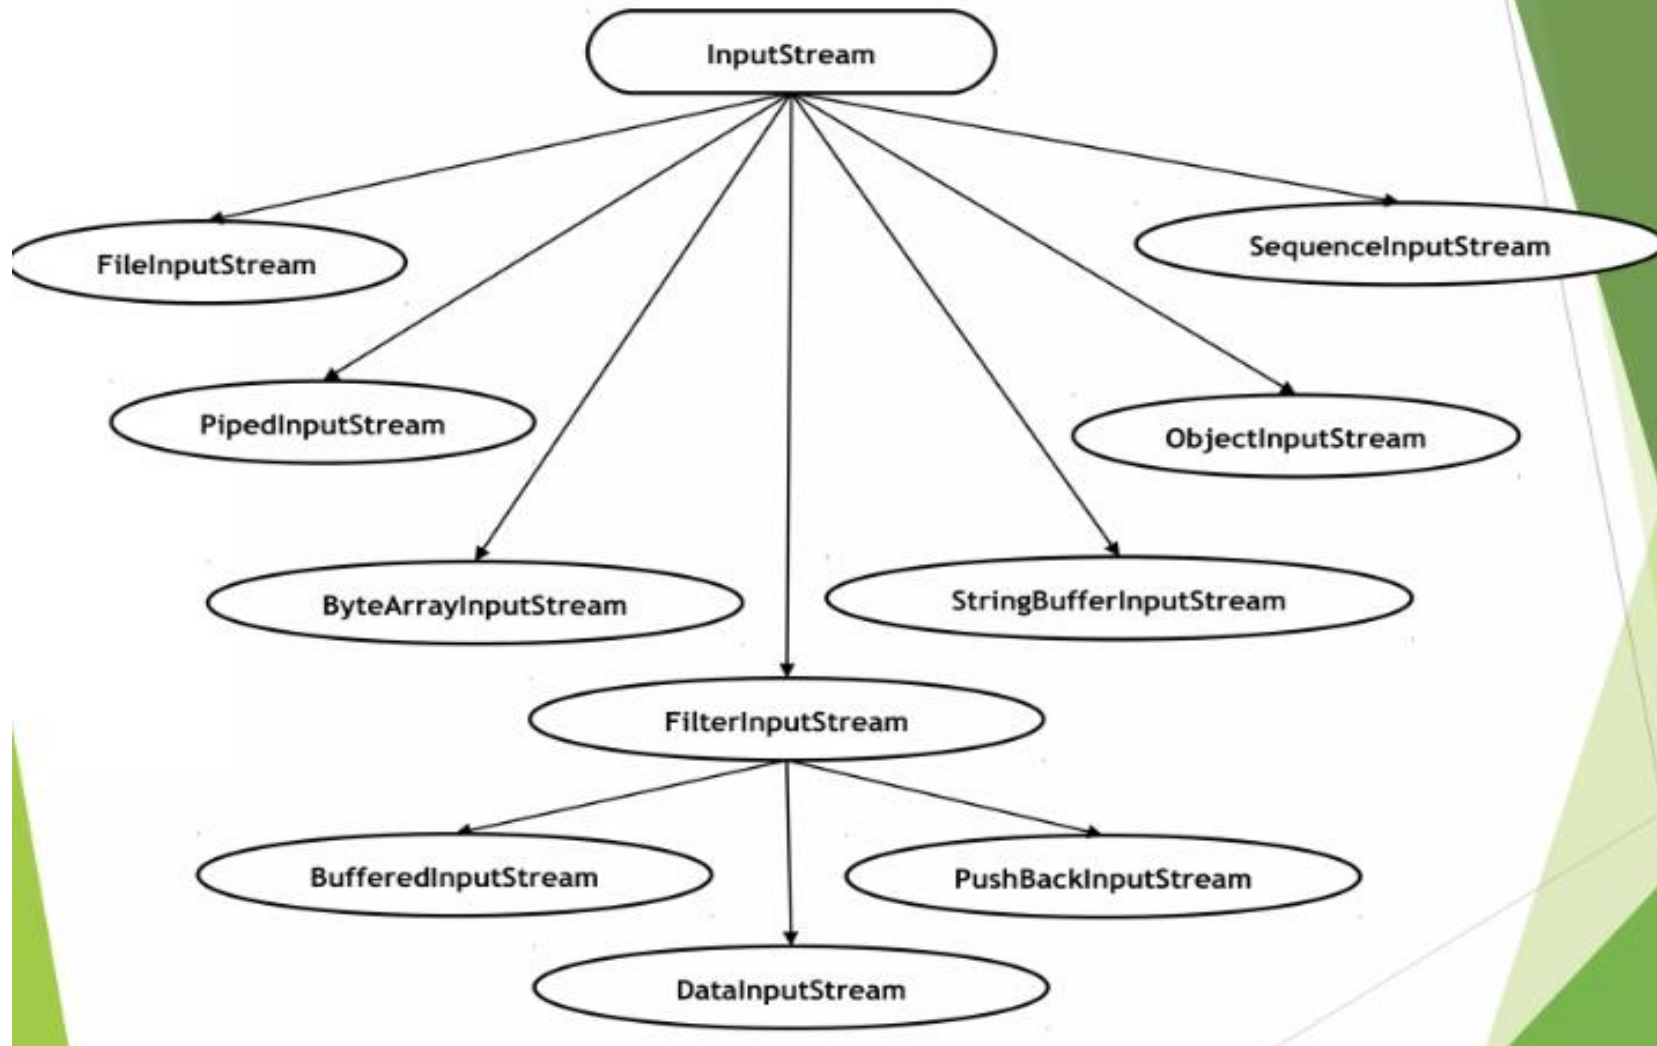 InputStream
FileInputStream
SequenceInputStream
PipedInputStream
ObjectInputStream
ByteArrayInputStream
StringBufferInputStream
FilterInputStream
BufferedInputStream
PushBackInputStream
DataInputStream